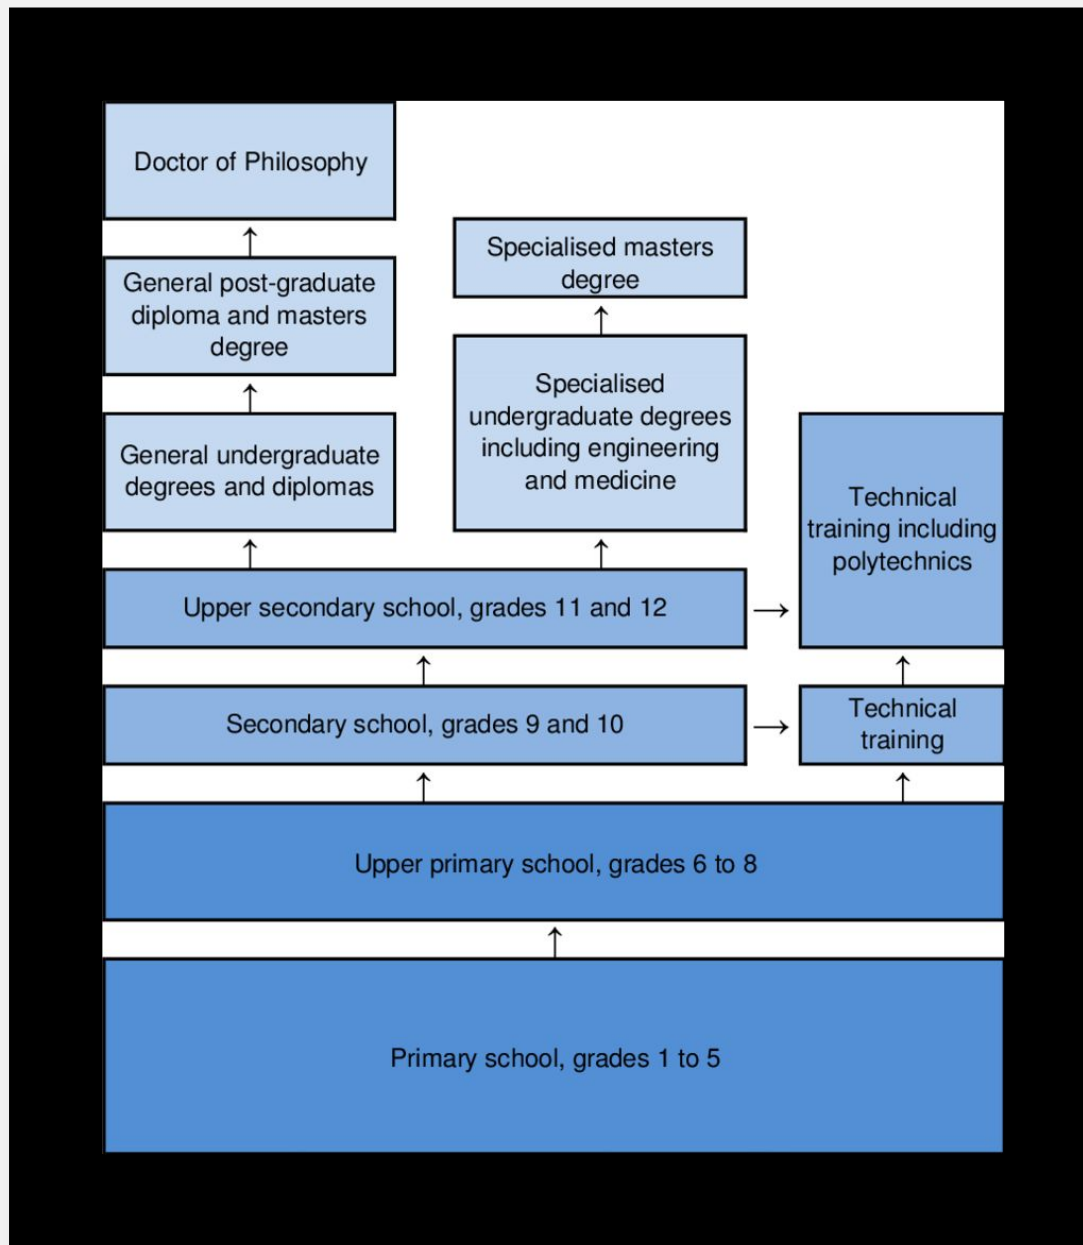 Doctor of Philosophy
Specialised masters
degree
General post-graduate
diploma and masters
degree
Specialised
undergraduate degrees
including engineering
and medicine
General undergraduate
degrees and diplomas
Technical
training including
polytechnics
Upper secondary school, grades 11 and 12
Secondary school, grades 9 and 10
Technical
training
Upper primary school, grades 6 to 8
Primary school, grades 1 to 5